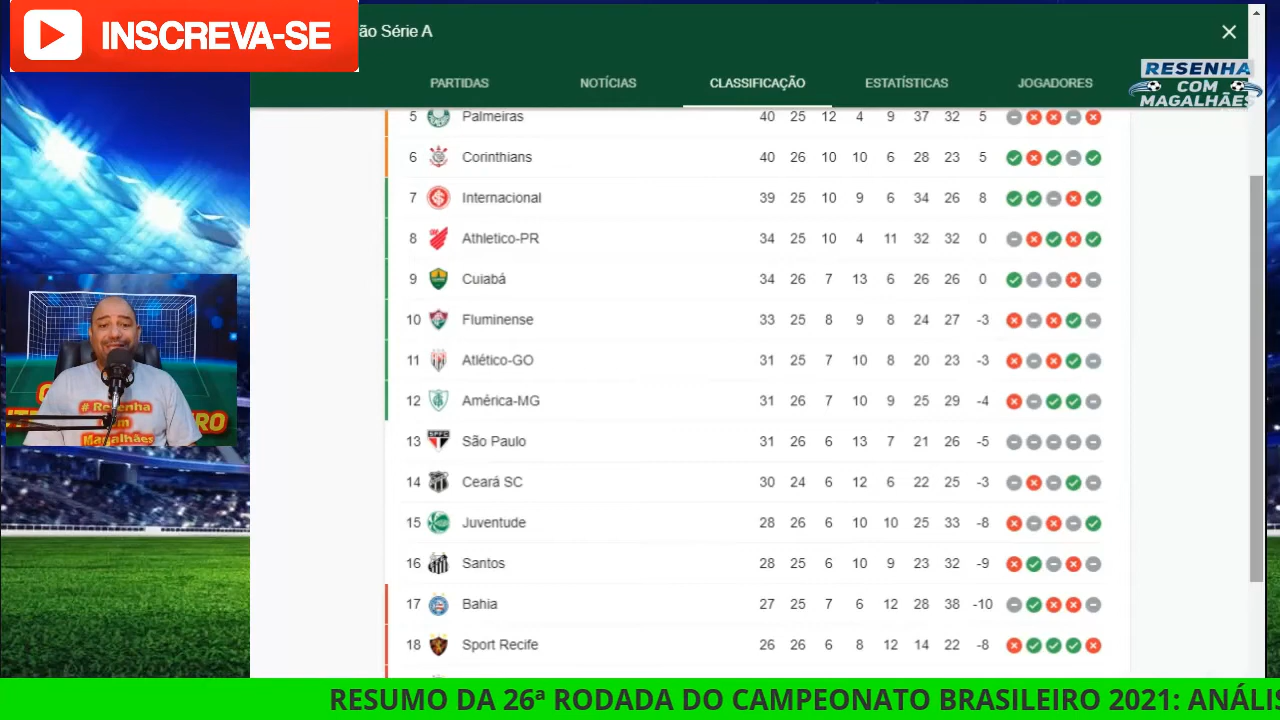 INSCREVA-SE
ão Série A
PARTIDAS NOTÍCIAS CLASSIFICAÇÃO ESTATÍSTICAS JOGADORES
RESENHA
COM
MAGALHÃES
5 Palmeiras 40 25 12 4 9 37 32 5
6 Corinthians 40 26 10 10 6 28 23 5
7 Internacional 39 25 10 9 6 34 26 8
8 Athletico-PR 34 25 10 4 11 32 32 0
9 Cuiabá 34 26 7 13 6 26 26 0
10 Fluminense 33 25 8 9 8 24 27 -3
11 Atlético-GO 31 25 7 10 8 20 23 -3
12 América-MG 31 26 7 10 9 25 29 -4
13 São Paulo 31 26 6 13 7 21 26 -5
14 Ceará SC 30 24 6 12 6 22 25 -3
15 Juventude 28 26 6 10 10 25 33 -8
16 Santos 28 25 6 10 9 23 32 -9
17 Bahia 27 25 7 6 12 28 38 -10
18 Sport Recife 26 26 6 8 12 14 22 -8
# Resenha
Com
Magalhães
RESUMO DA 26ª RODADA DO CAMPEONATO BRASILEIRO 2021: ANÁLIS